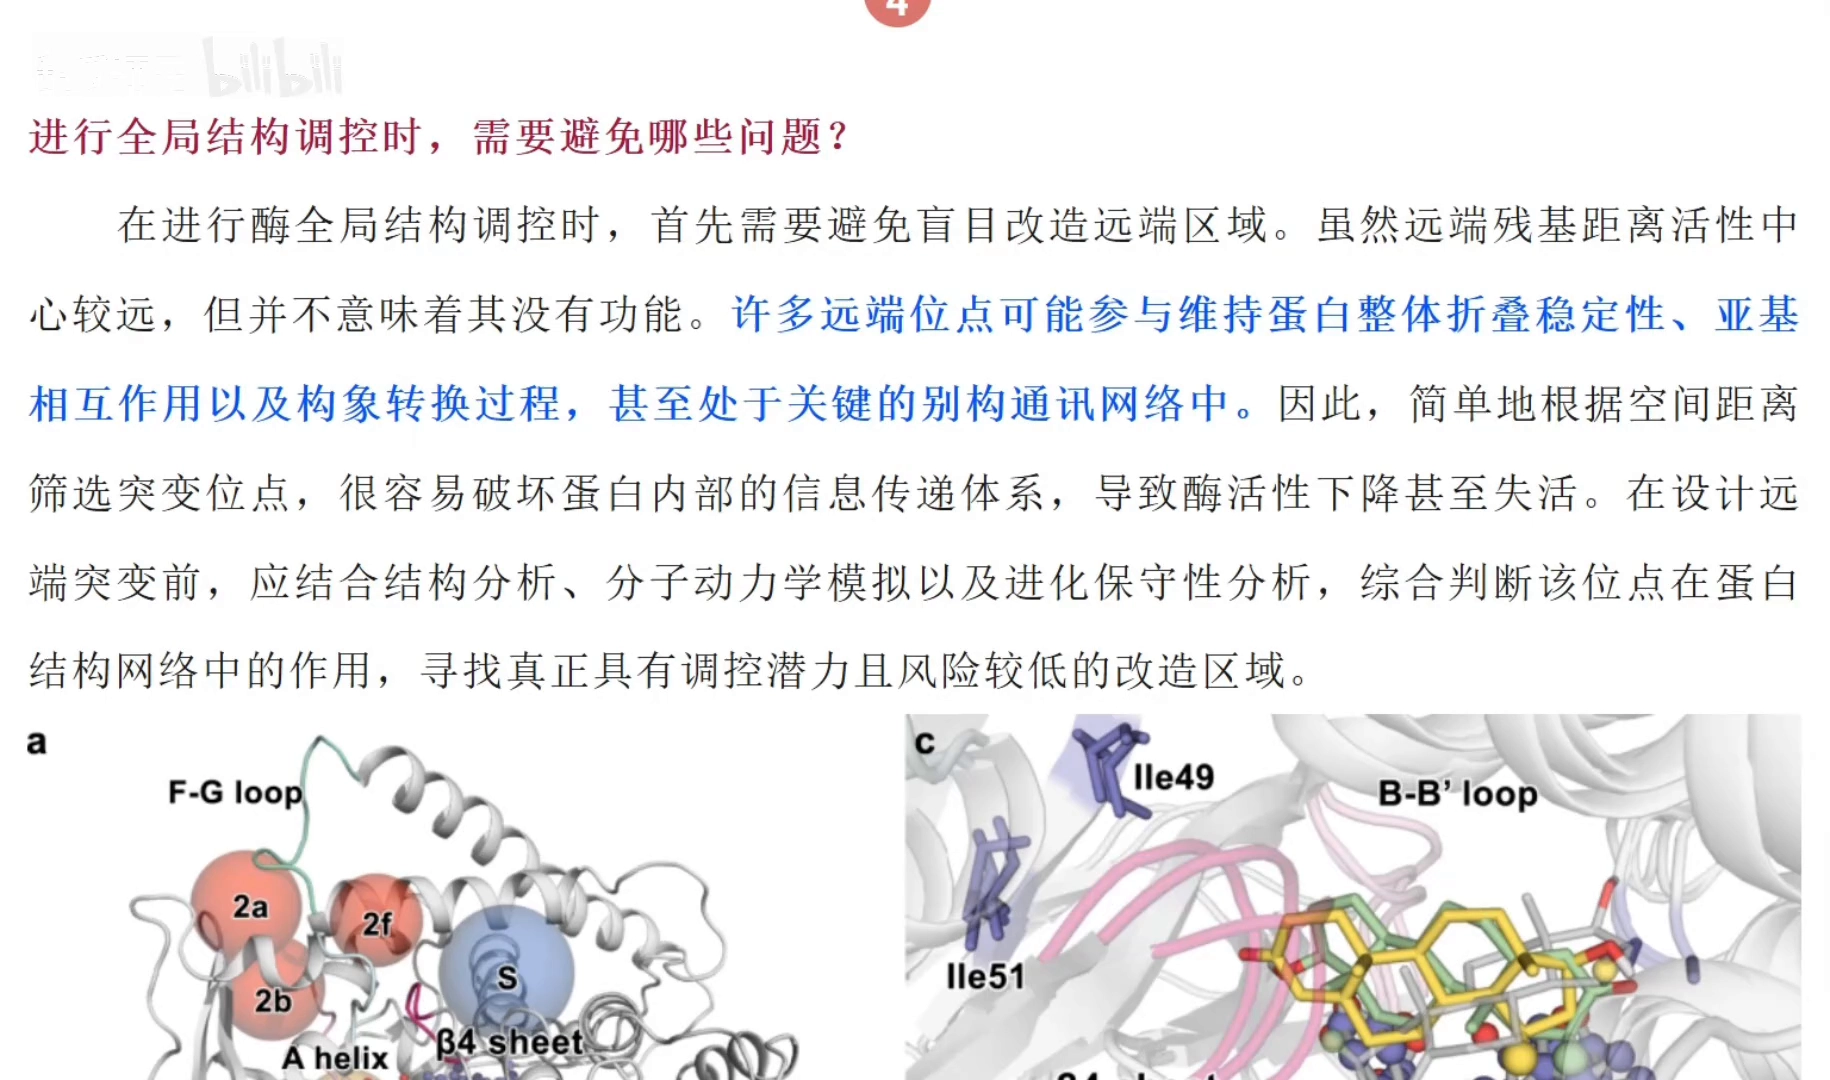 4
bilibili
进行全局结构调控时，需要避免哪些问题？
在进行酶全局结构调控时，首先需要避免盲目改造远端区域。虽然远端残基距离活性中
心较远，但并不意味着其没有功能。许多远端位点可能参与维持蛋白整体折叠稳定性、亚基
相互作用以及构象转换过程，甚至处于关键的别构通讯网络中。因此，简单地根据空间距离
筛选突变位点，很容易破坏蛋白内部的信息传递体系，导致酶活性下降甚至失活。在设计远
端突变前，应结合结构分析、分子动力学模拟以及进化保守性分析，综合判断该位点在蛋白
结构网络中的作用，寻找真正具有调控潜力且风险较低的改造区域。
a
F-G loop
2a
2f
S
2b
β4 sheet
A helix
c
Ile49
B-B’ loop
Ile51